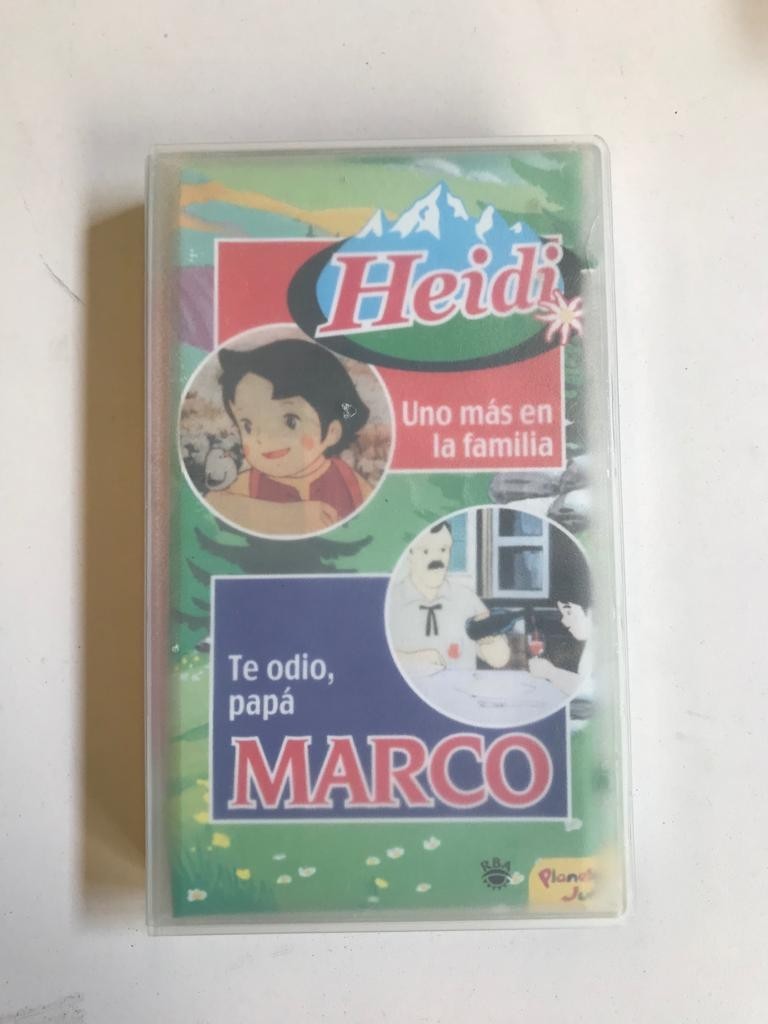 Heidi
Uno más en
la familia
Te odio,
papá
MARCO
RBA